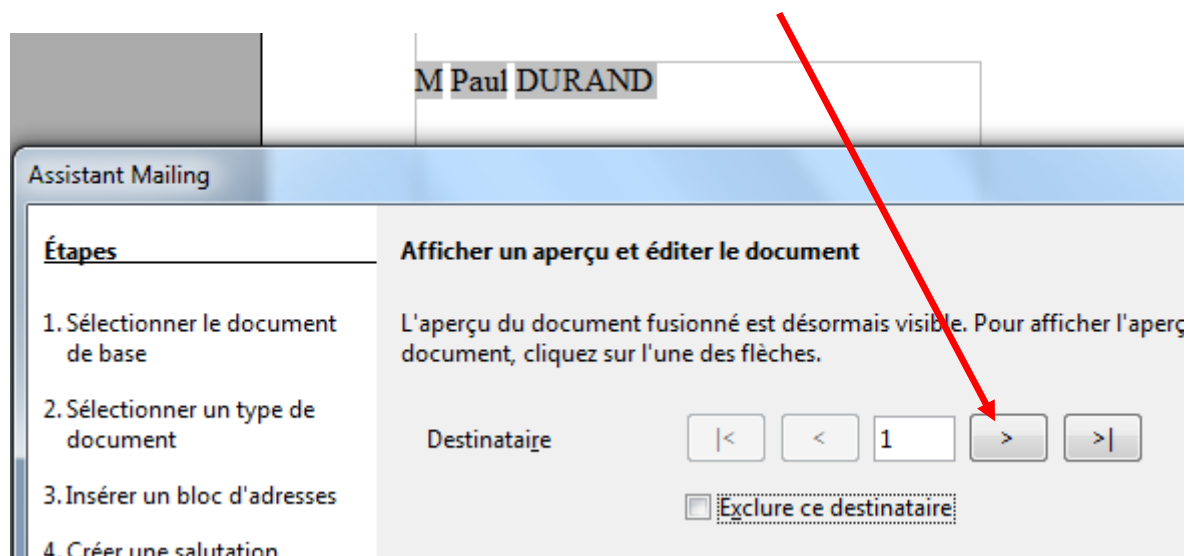 M Paul DURAND
Assistant Mailing
Étapes
1. Sélectionner le document
de base
2. Sélectionner un type de
document
3. Insérer un bloc d'adresses
4. Créer une salutation
Afficher un aperçu et éditer le document
L'aperçu du document fusionné est désormais visible. Pour afficher l'aperç
document, cliquez sur l'une des flèches.
Destinataire |< < 1 > >|
Exclure ce destinataire